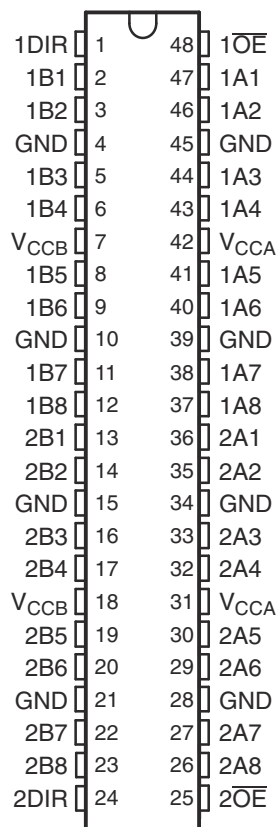 1DIR 1 48 1O̅E̅
1B1 2 47 1A1
1B2 3 46 1A2
GND 4 45 GND
1B3 5 44 1A3
1B4 6 43 1A4
VCCB 7 42 VCCA
1B5 8 41 1A5
1B6 9 40 1A6
GND 10 39 GND
1B7 11 38 1A7
1B8 12 37 1A8
2B1 13 36 2A1
2B2 14 35 2A2
GND 15 34 GND
2B3 16 33 2A3
2B4 17 32 2A4
VCCB 18 31 VCCA
2B5 19 30 2A5
2B6 20 29 2A6
GND 21 28 GND
2B7 22 27 2A7
2B8 23 26 2A8
2DIR 24 25 2O̅E̅